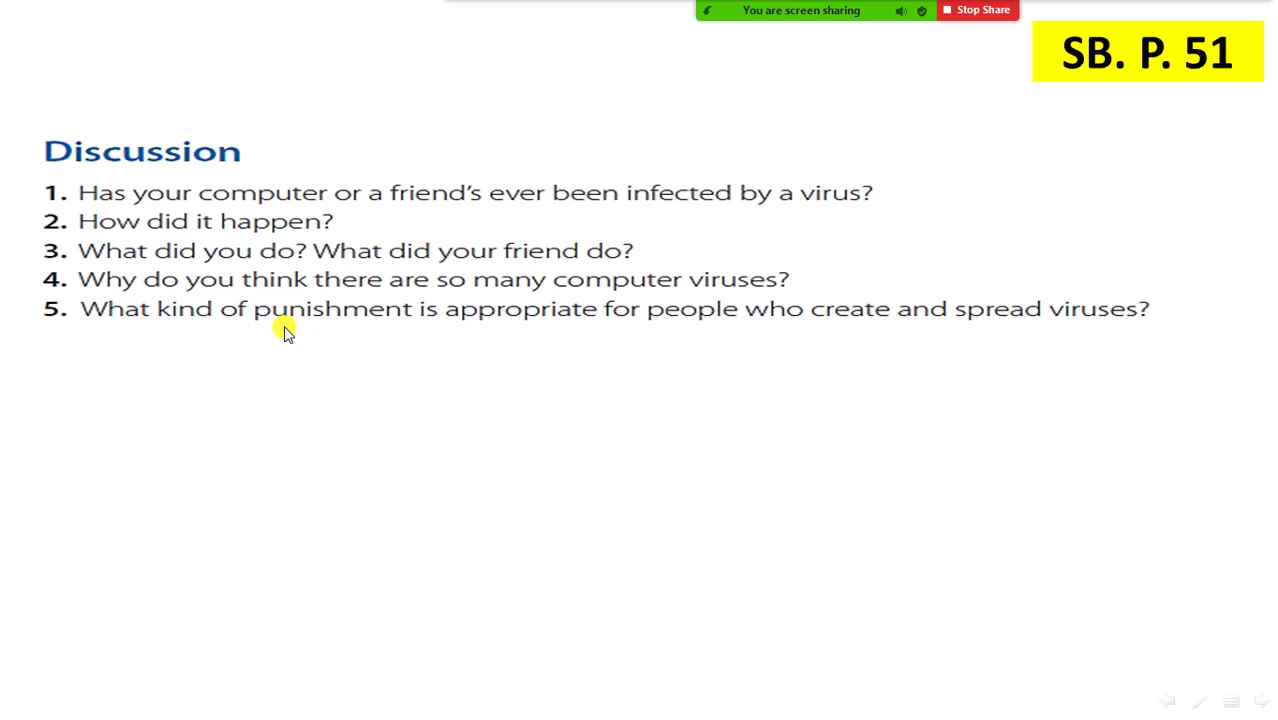 You are screen sharing
Stop Share
SB. P. 51
Discussion
1. Has your computer or a friend's ever been infected by a virus?
2. How did it happen?
3. What did you do? What did your friend do?
4. Why do you think there are so many computer viruses?
5. What kind of punishment is appropriate for people who create and spread viruses?